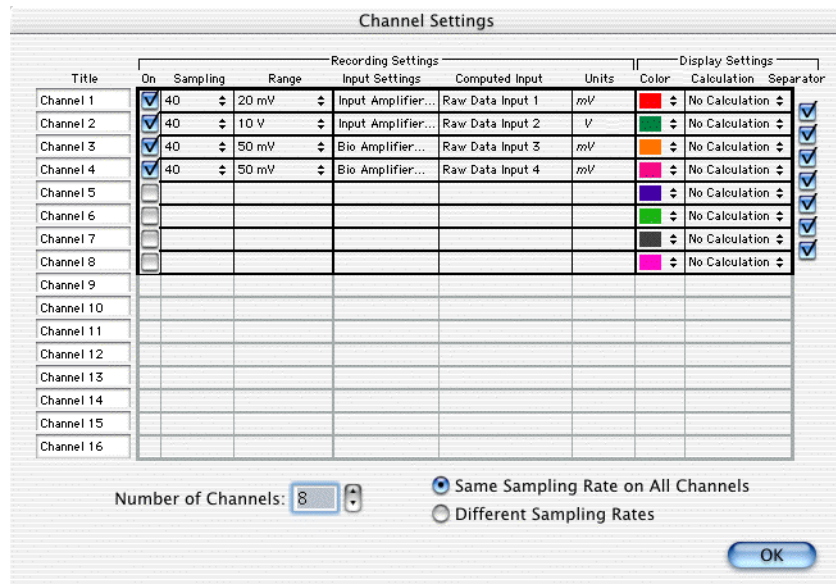 Channel Settings
Recording Settings Display Settings
Title On Sampling Range Input Settings Computed Input Units Color Calculation Separator
Channel 1 40 20 mV Input Amplifier... Raw Data Input 1 mV No Calculation
Channel 2 40 10 V Input Amplifier... Raw Data Input 2 V No Calculation
Channel 3 40 50 mV Bio Amplifier... Raw Data Input 3 mV No Calculation
Channel 4 40 50 mV Bio Amplifier... Raw Data Input 4 mV No Calculation
Channel 5 No Calculation
Channel 6 No Calculation
Channel 7 No Calculation
Channel 8 No Calculation
Channel 9
Channel 10
Channel 11
Channel 12
Channel 13
Channel 14
Channel 15
Channel 16
Number of Channels: 8
Same Sampling Rate on All Channels
Different Sampling Rates
OK